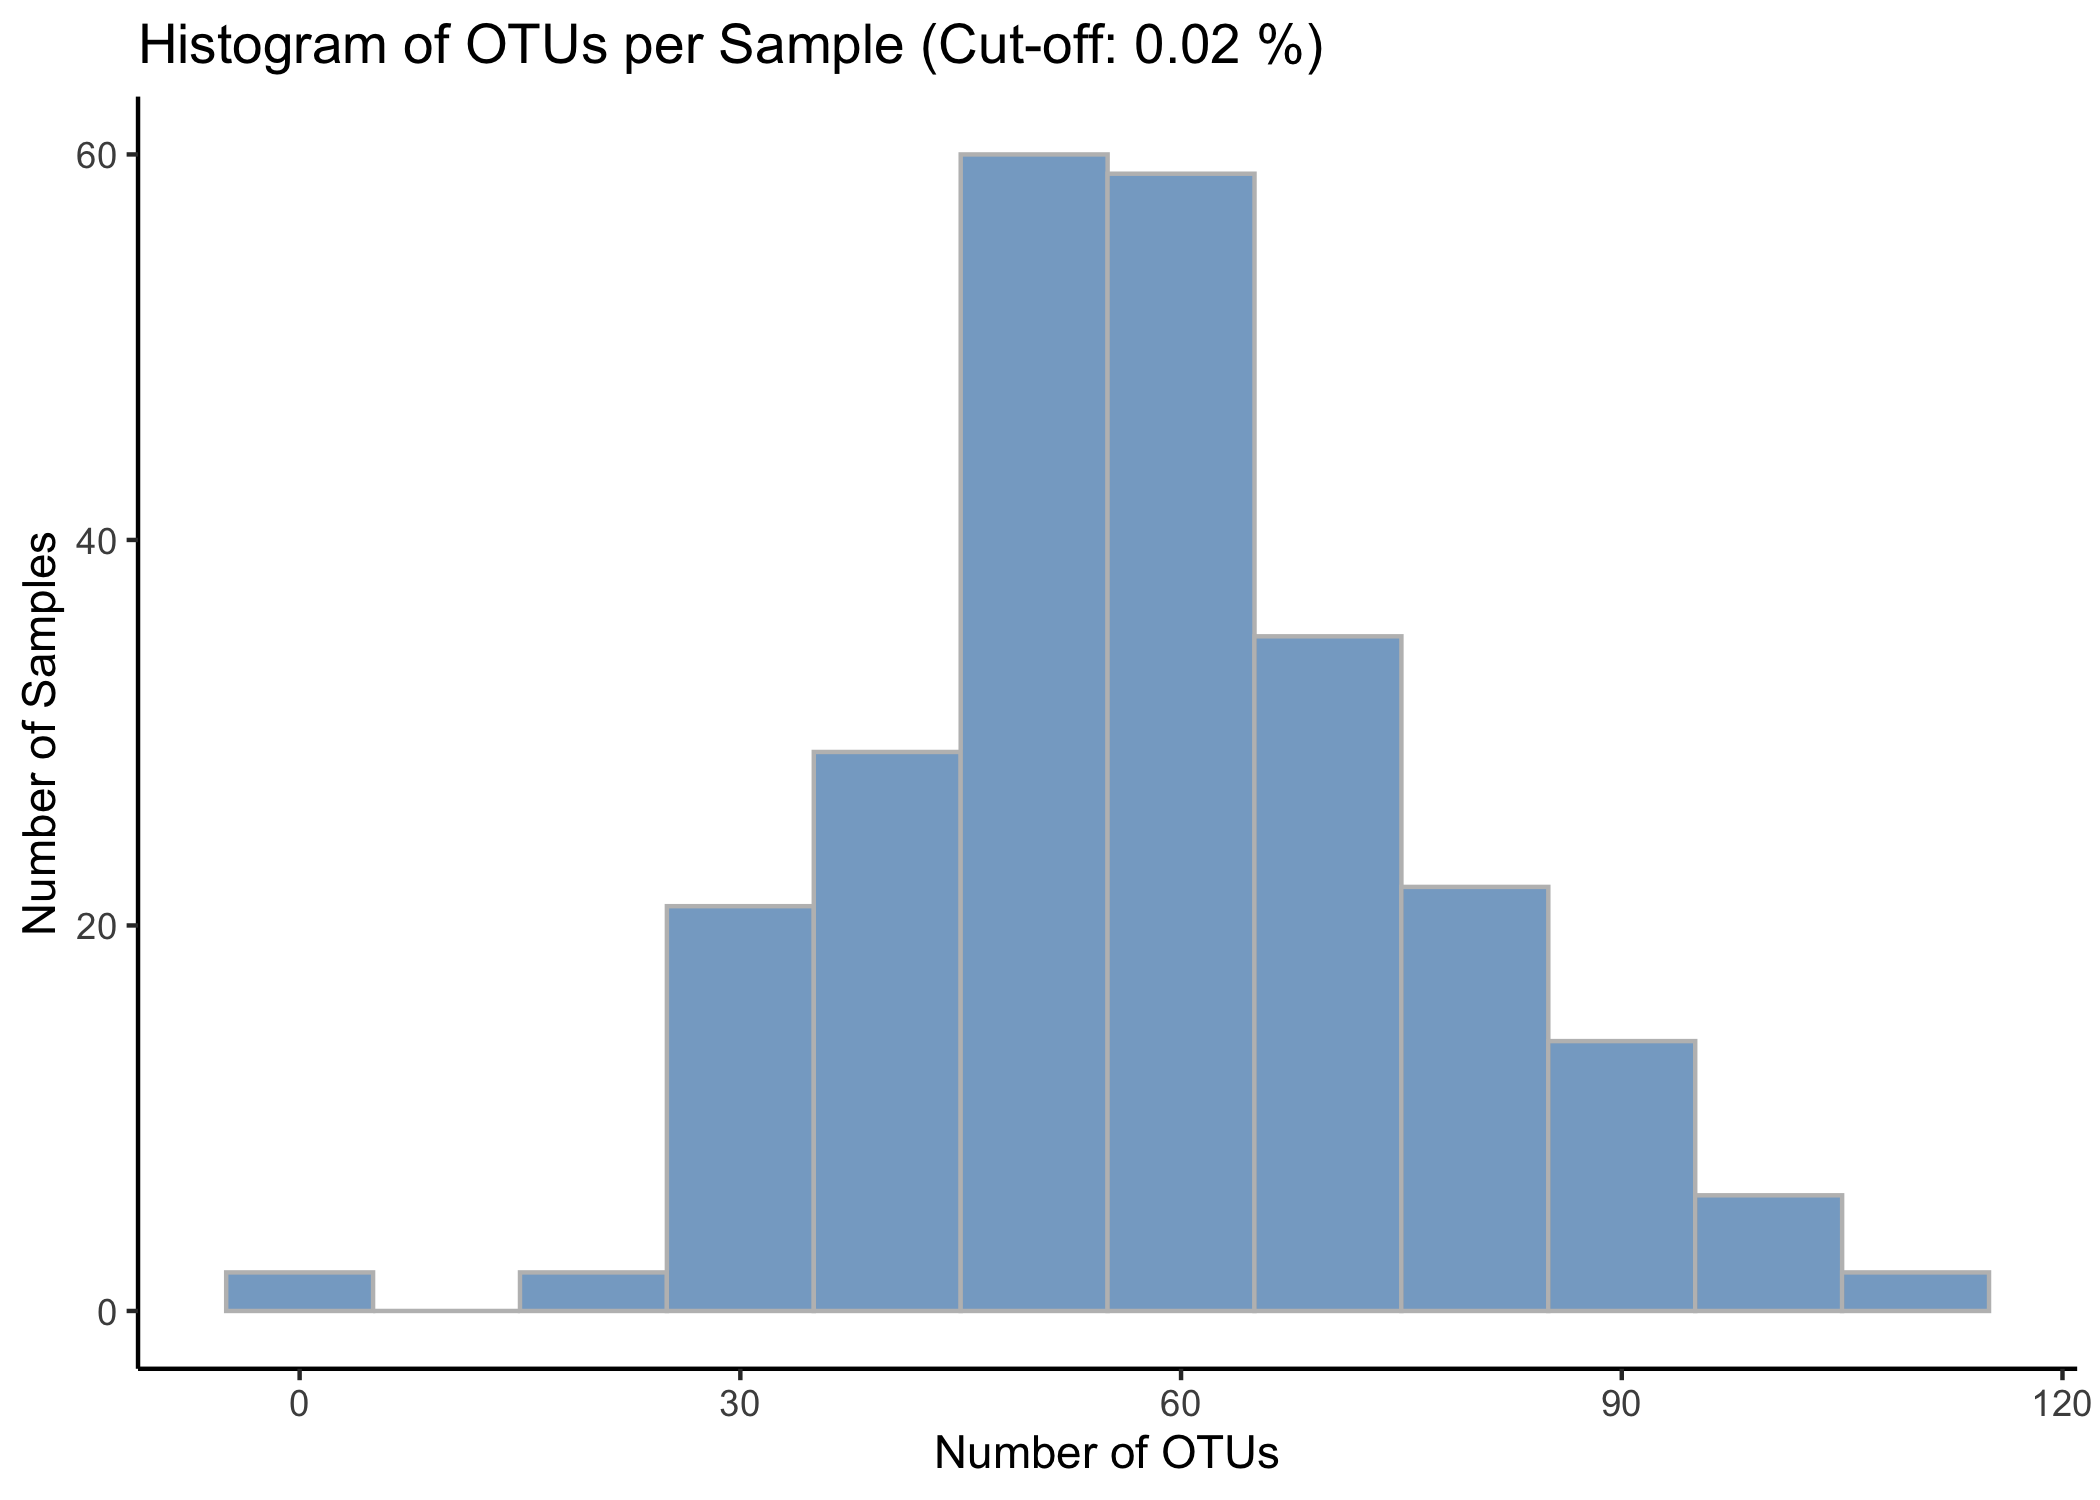 Histogram of OTUs per Sample (Cut-off: 0.02 %)
60
40
20
0
Number of Samples
0 30 60 90 120
Number of OTUs